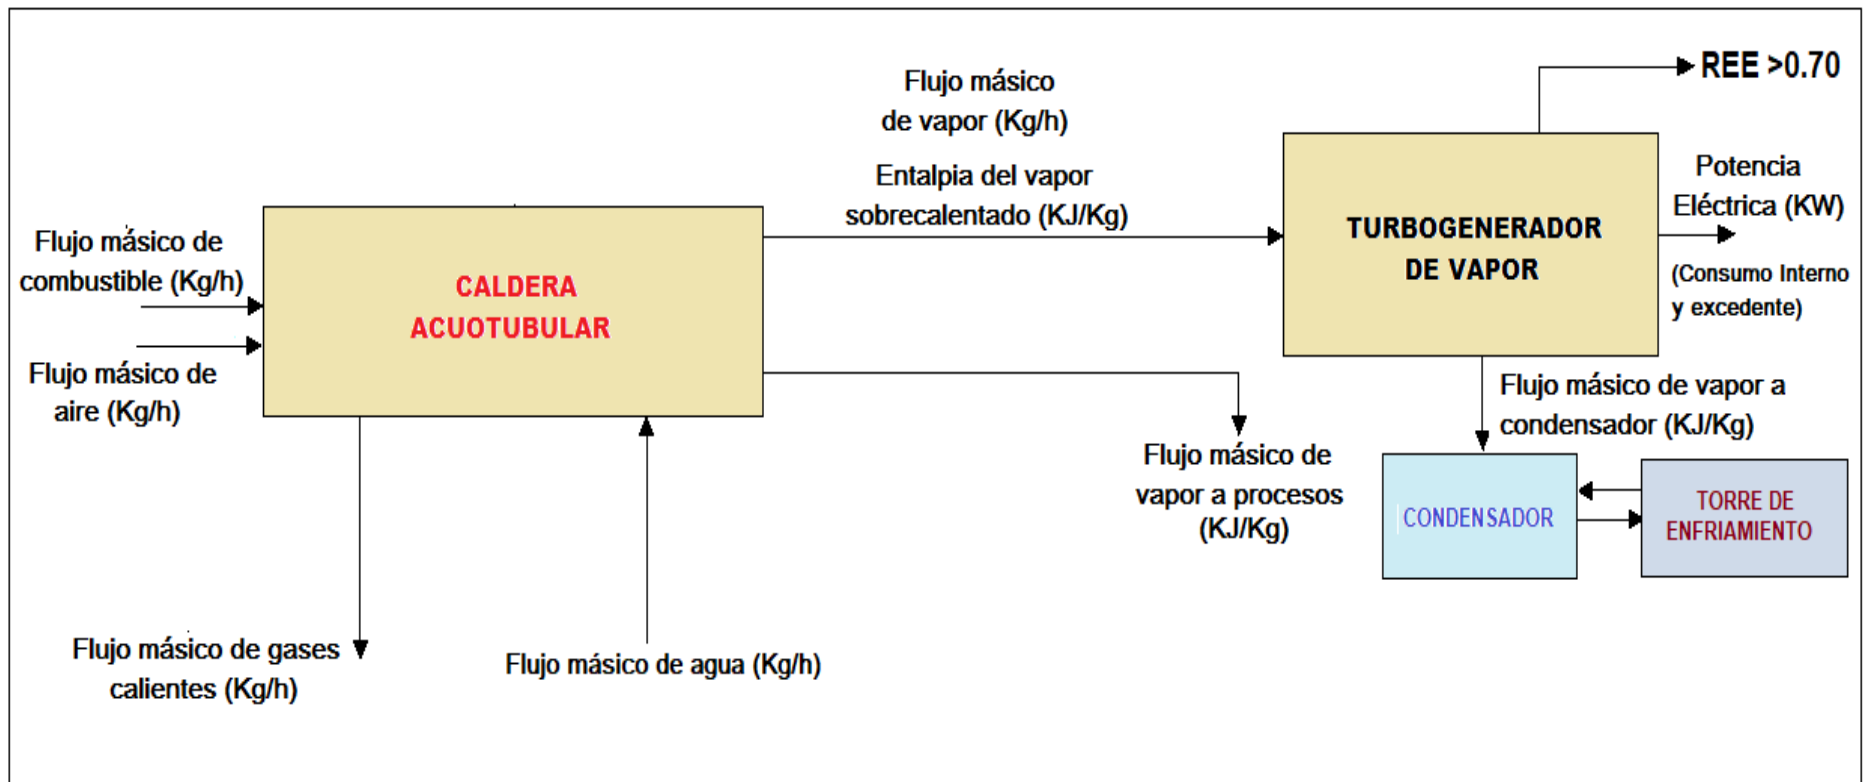 REE >0.70
Flujo másico
de vapor (Kg/h)
Entalpia del vapor
sobrecalentado (KJ/Kg)
TURBOGENERADOR
DE VAPOR
Potencia
Eléctrica (KW)
(Consumo Interno
y excedente)
Flujo másico de
combustible (Kg/h)
CALDERA
ACUOTUBULAR
Flujo másico de
aire (Kg/h)
Flujo másico de vapor a
condensador (KJ/Kg)
Flujo másico de
vapor a procesos
(KJ/Kg)
CONDENSADOR
TORRE DE
ENFRIAMIENTO
Flujo másico de gases
calientes (Kg/h)
Flujo másico de agua (Kg/h)